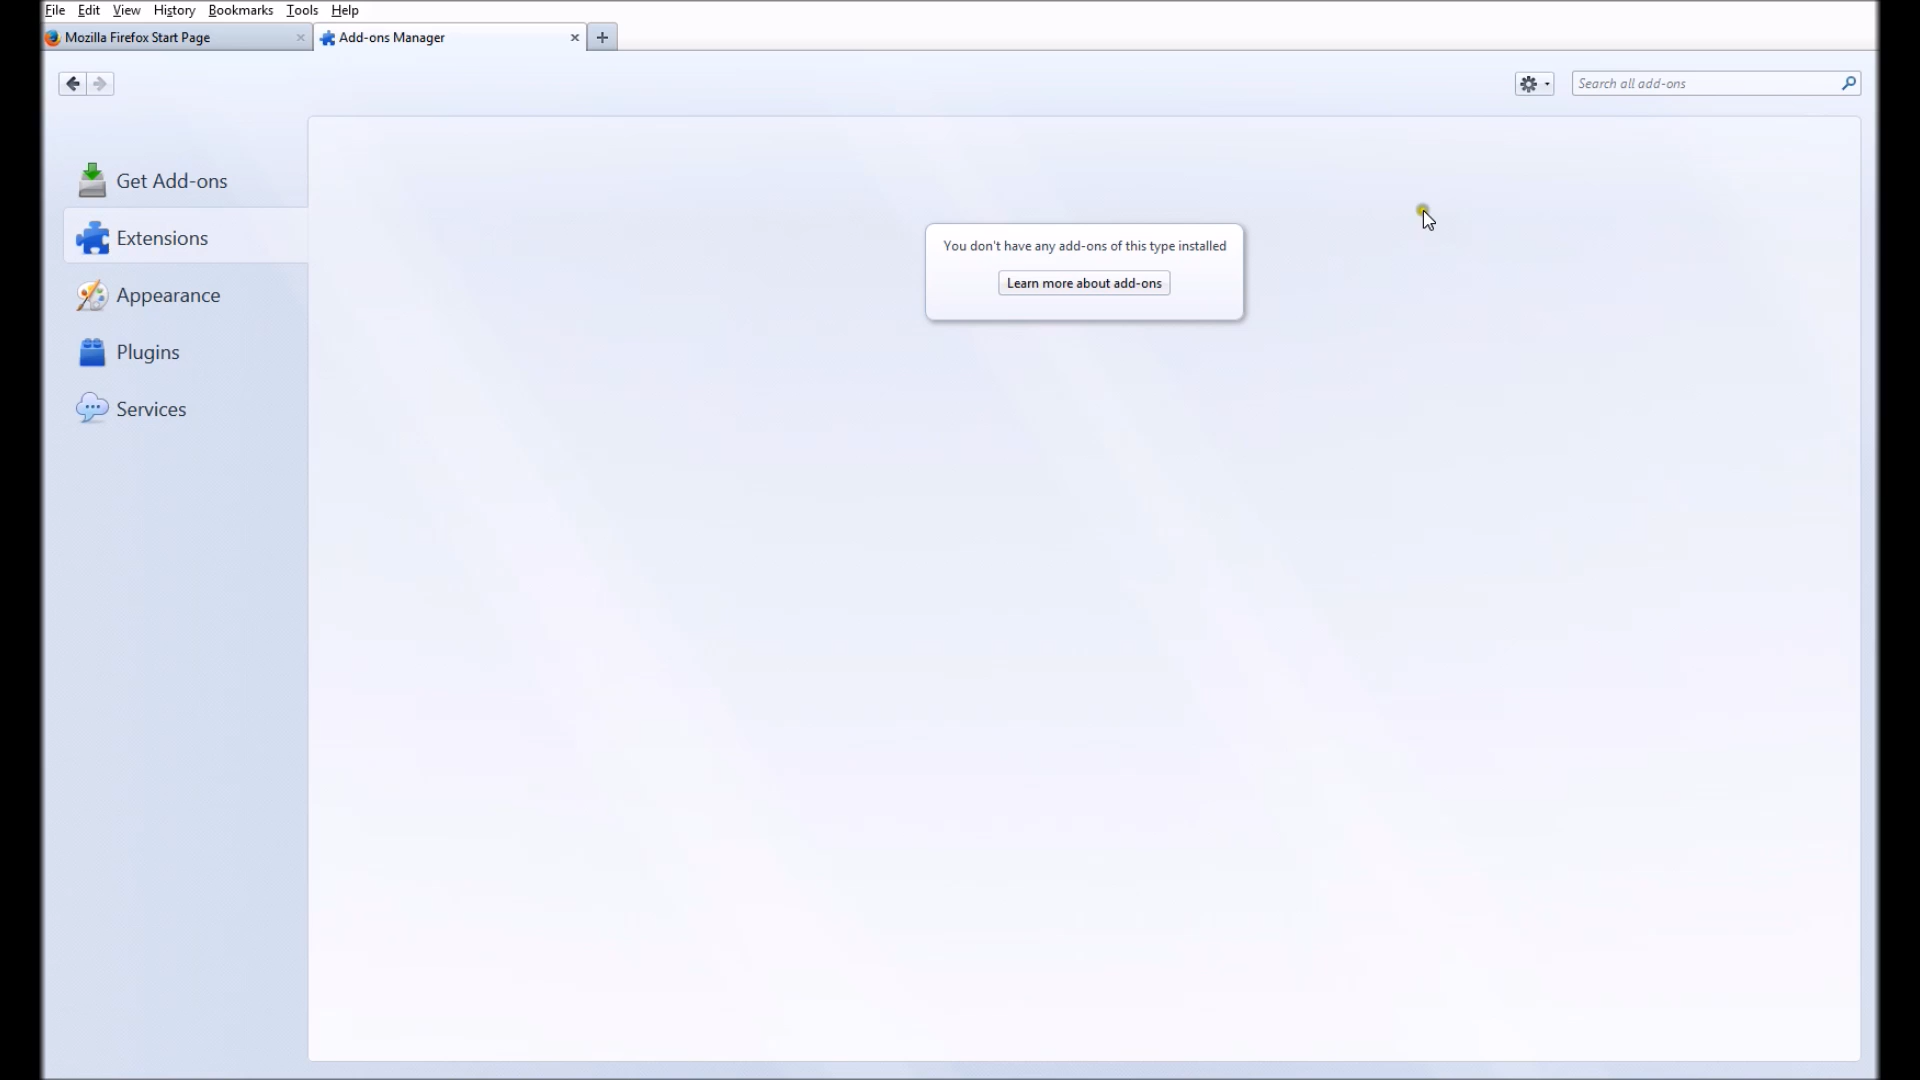 File Edit View History Bookmarks Tools Help
Mozilla Firefox Start Page
Add-ons Manager
Search all add-ons
Get Add-ons
Extensions
Appearance
Plugins
Services
You don't have any add-ons of this type installed
Learn more about add-ons